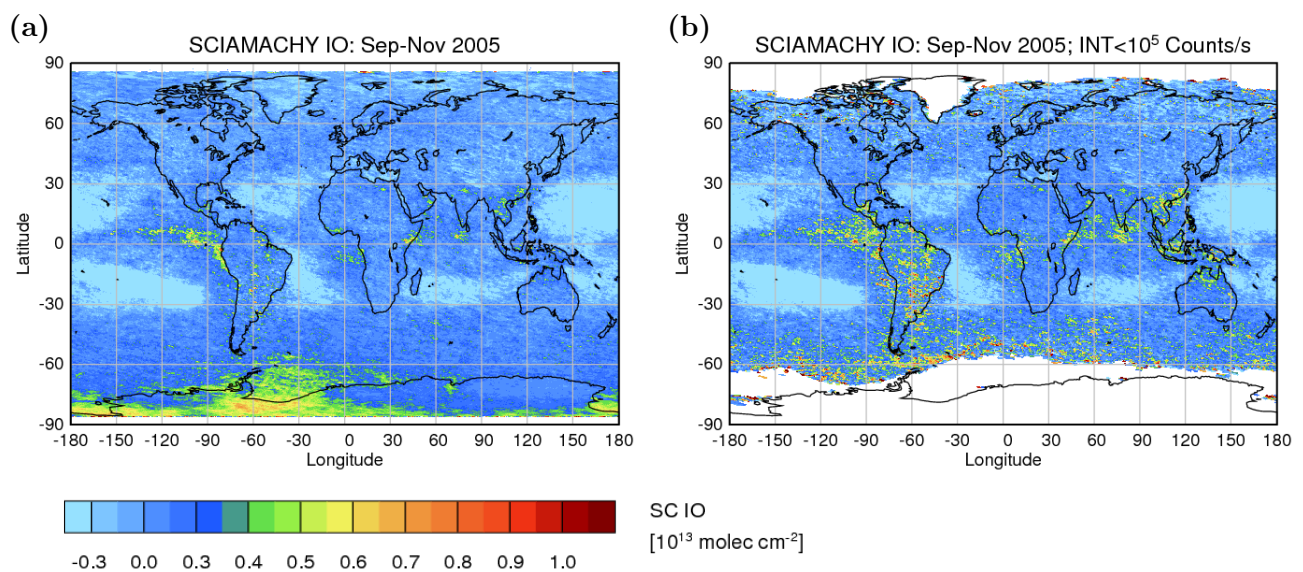 (a)
SCIAMACHY IO: Sep-Nov 2005
90
60
30
0
-30
-60
-90
Latitude
-180 -150 -120 -90 -60 -30 0 30 60 90 120 150 180
Longitude
(b)
SCIAMACHY IO: Sep-Nov 2005; INT<10⁵ Counts/s
90
60
30
0
-30
-60
-90
Latitude
-180 -150 -120 -90 -60 -30 0 30 60 90 120 150 180
Longitude
-0.3 0.0 0.3 0.4 0.5 0.6 0.7 0.8 0.9 1.0
SC IO
[10¹³ molec cm⁻²]